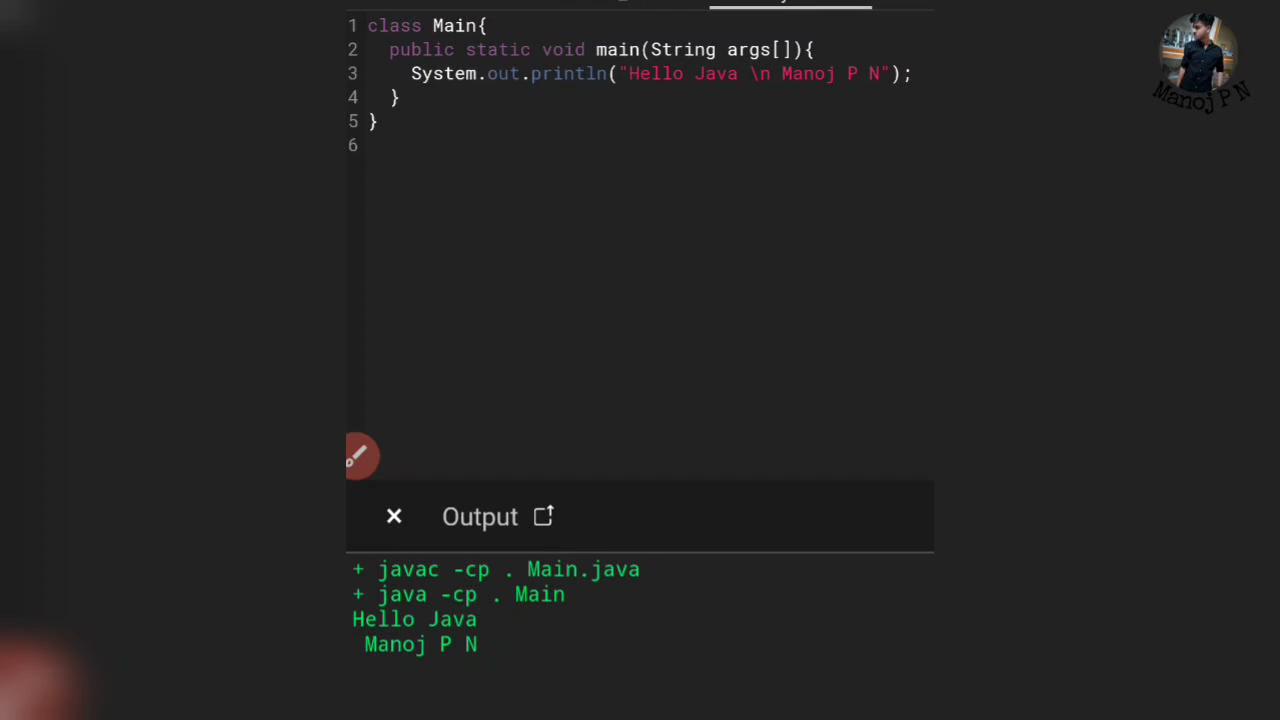 1 class Main{
2 public static void main(String args[]){
3 System.out.println("Hello Java \n Manoj P N");
4 }
5 }
6
Manoj P N
× Output
+ javac -cp . Main.java
+ java -cp . Main
Hello Java
Manoj P N